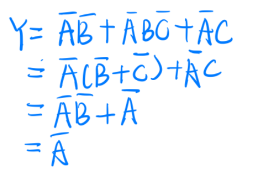 Y = A̅B̅ + A̅BC̅ + A̅C
= A̅(B̅+C̅)+A̅C
= A̅B̅ + A̅
= A̅